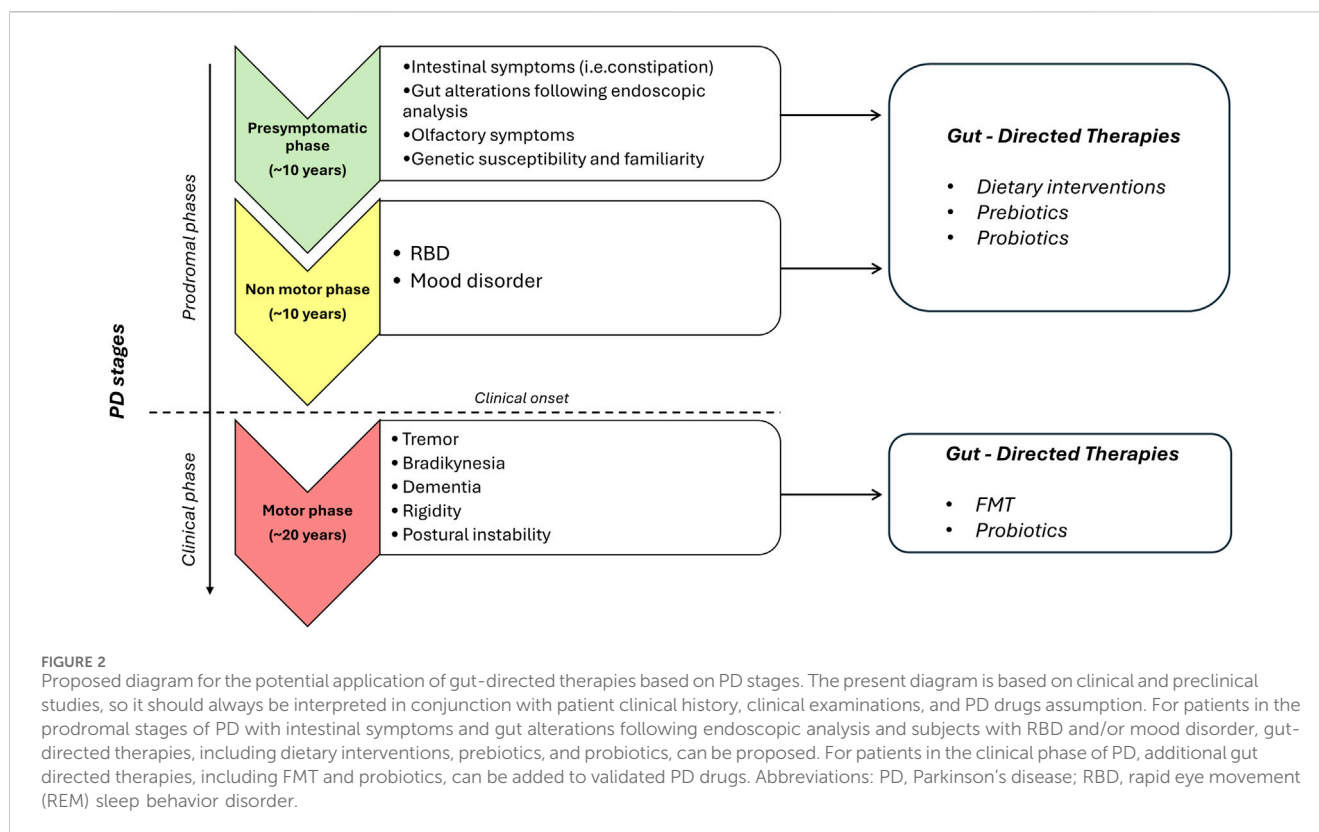 PD stages
Prodromal phases
Clinical phase
Presymptomatic
phase
(~10 years)
•Intestinal symptoms (i.e.constipation)
•Gut alterations following endoscopic
analysis
•Olfactory symptoms
•Genetic susceptibility and familiarity
Non motor phase
(~10 years)
• RBD
• Mood disorder
Gut - Directed Therapies
• Dietary interventions
• Prebiotics
• Probiotics
Clinical onset
Motor phase
(~20 years)
• Tremor
• Bradikynesia
• Dementia
• Rigidity
• Postural instability
Gut - Directed Therapies
• FMT
• Probiotics
FIGURE 2
Proposed diagram for the potential application of gut-directed therapies based on PD stages. The present diagram is based on clinical and preclinical
studies, so it should always be interpreted in conjunction with patient clinical history, clinical examinations, and PD drugs assumption. For patients in the
prodromal stages of PD with intestinal symptoms and gut alterations following endoscopic analysis and subjects with RBD and/or mood disorder, gut-
directed therapies, including dietary interventions, prebiotics, and probiotics, can be proposed. For patients in the clinical phase of PD, additional gut
directed therapies, including FMT and probiotics, can be added to validated PD drugs. Abbreviations: PD, Parkinson’s disease; RBD, rapid eye movement
(REM) sleep behavior disorder.